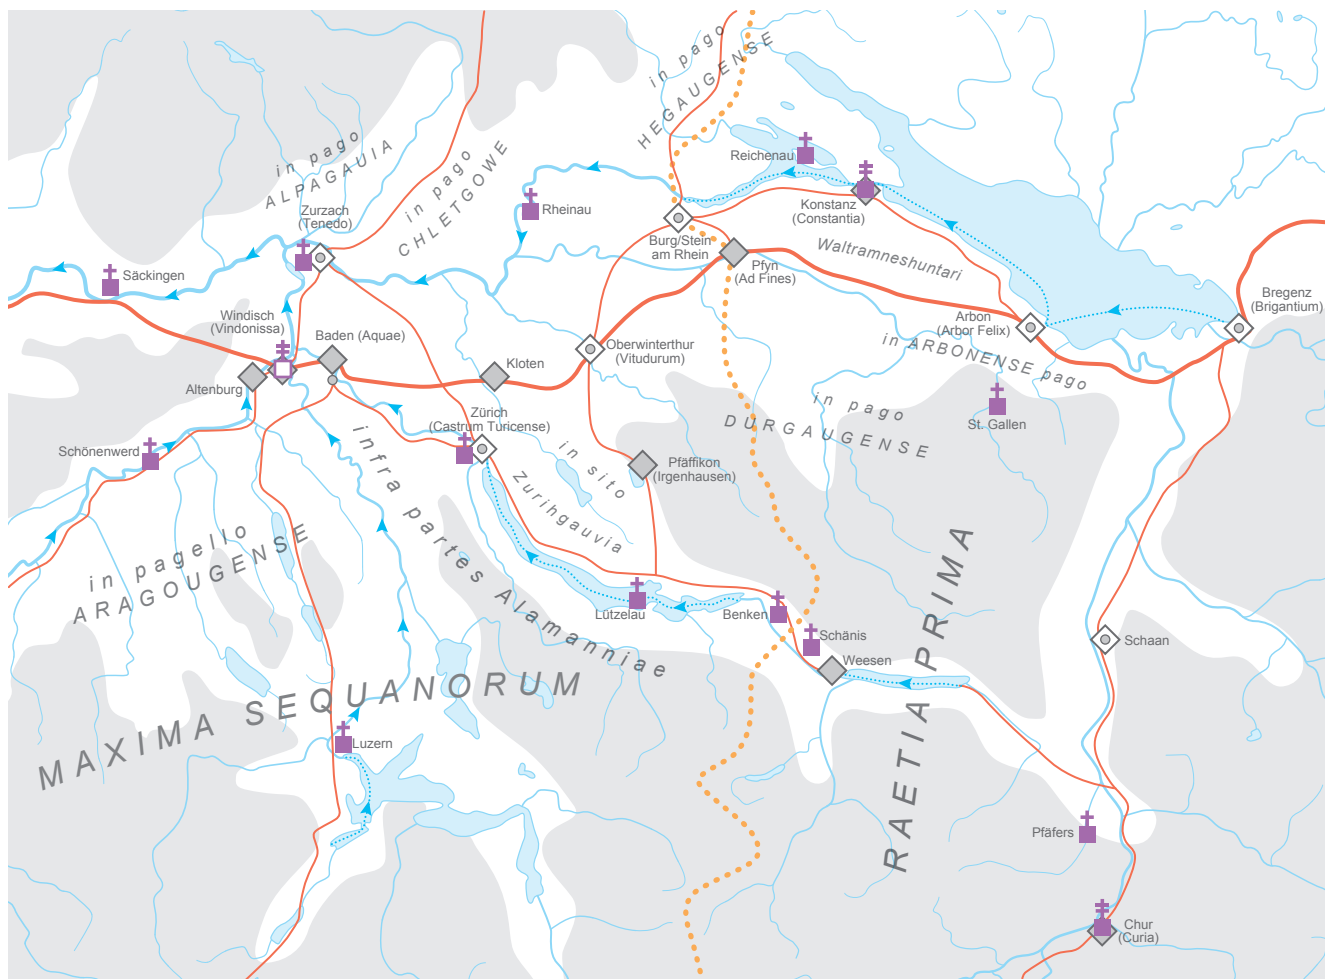 in pago
HEGAUGENSE
in pago
ALPAGAUIA
in pago
CHLETGOWE
Reichenau
Zurzach
(Tenedo)
Rheinau
Konstanz
(Constantia)
Burg/Stein
am Rhein
Waltramneshuntari
Pfyn
(Ad Fines)
Säckingen
Bregenz
(Brigantium)
Windisch
(Vindonissa)
Arbon
(Arbor Felix)
Baden (Aquae)
Oberwinterthur
(Vitudurum)
in ARBONENSE pago
Kloten
Altenburg
in pago
DURGAUGENSE
St. Gallen
Zürich
(Castrum Turicense)
Schönenwerd
Pfäffikon
(Irgenhausen)
in sito
Zurihgauvia
infra partes Alamanniae
in pagello
ARAGOUGENSE
Lützelau
Benken
Schänis
Schaan
Weesen
MAXIMA SEQUANORUM
RAETIA PRIMA
Luzern
Pfäfers
Chur
(Curia)